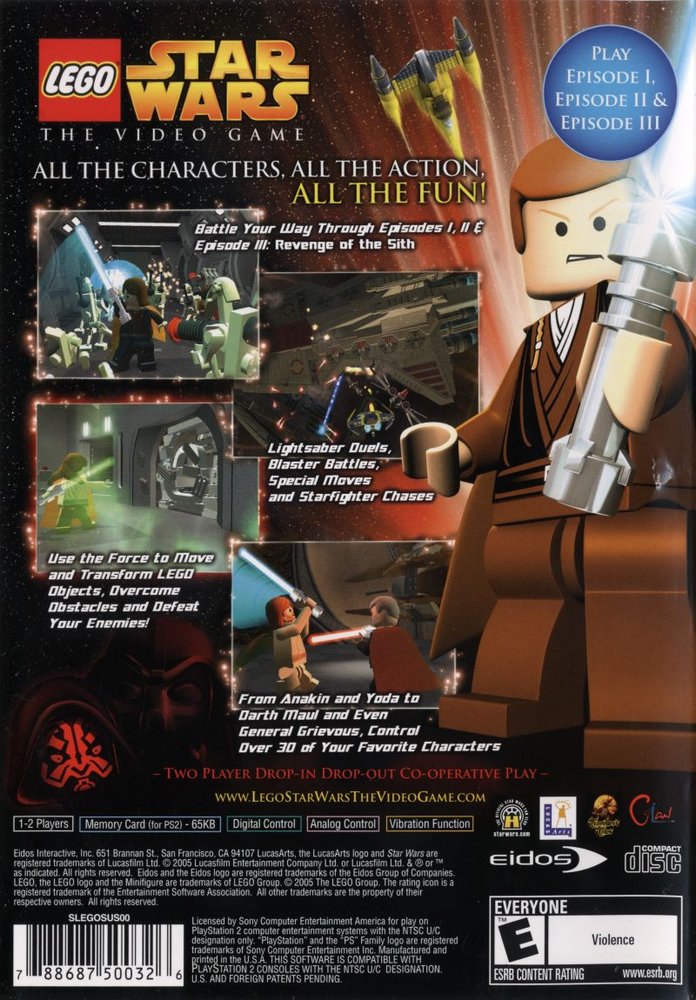 LEGO
STAR
WARS
THE VIDEO GAME
PLAY
EPISODE I,
EPISODE II &
EPISODE III
ALL THE CHARACTERS, ALL THE ACTION,
ALL THE FUN!
Battle Your Way Through Episodes I, II &
Episode III: Revenge of the Sith
Lightsaber Duels,
Blaster Battles,
Special Moves
and Starfighter Chases
Use the Force to Move
and Transform LEGO
Objects, Overcome
Obstacles and Defeat
Your Enemies!
From Anakin and Yoda to
Darth Maul and Even
General Grievous, Control
Over 30 of Your Favorite Characters
– TWO PLAYER DROP-IN DROP-OUT CO-OPERATIVE PLAY –
WWW.LEGOSTARWARSTHEVIDEOGAME.COM
1-2 Players
Memory Card (for PS2) - 65KB
Digital Control
Analog Control
Vibration Function
starwars.com
LUCAS
Arts
Giant
eidos
COMPACT
disc
Eidos Interactive, Inc. 651 Brannan St., San Francisco, CA 94107 LucasArts, the LucasArts logo and Star Wars are
registered trademarks of Lucasfilm Ltd. © 2005 Lucasfilm Entertainment Company Ltd. or Lucasfilm Ltd. & ® or ™
as indicated. All rights reserved. Eidos and the Eidos logo are registered trademarks of the Eidos Group of Companies.
LEGO, the LEGO logo and the Minifigure are trademarks of LEGO Group. © 2005 The LEGO Group. The rating icon is a
registered trademark of the Entertainment Software Association. All other trademarks are the property of their
respective owners. All rights reserved.
SLEGOSUS00
7 88687 50032 6
Licensed by Sony Computer Entertainment America for play on
PlayStation 2 computer entertainment systems with the NTSC U/C
designation only. "PlayStation" and the "PS" Family logo are registered
trademarks of Sony Computer Entertainment Inc. Manufactured and
printed in the U.S.A. THIS SOFTWARE IS COMPATIBLE WITH
PLAYSTATION 2 CONSOLES WITH THE NTSC U/C DESIGNATION.
U.S. AND FOREIGN PATENTS PENDING.
EVERYONE
E
Violence
ESRB CONTENT RATING
www.esrb.org